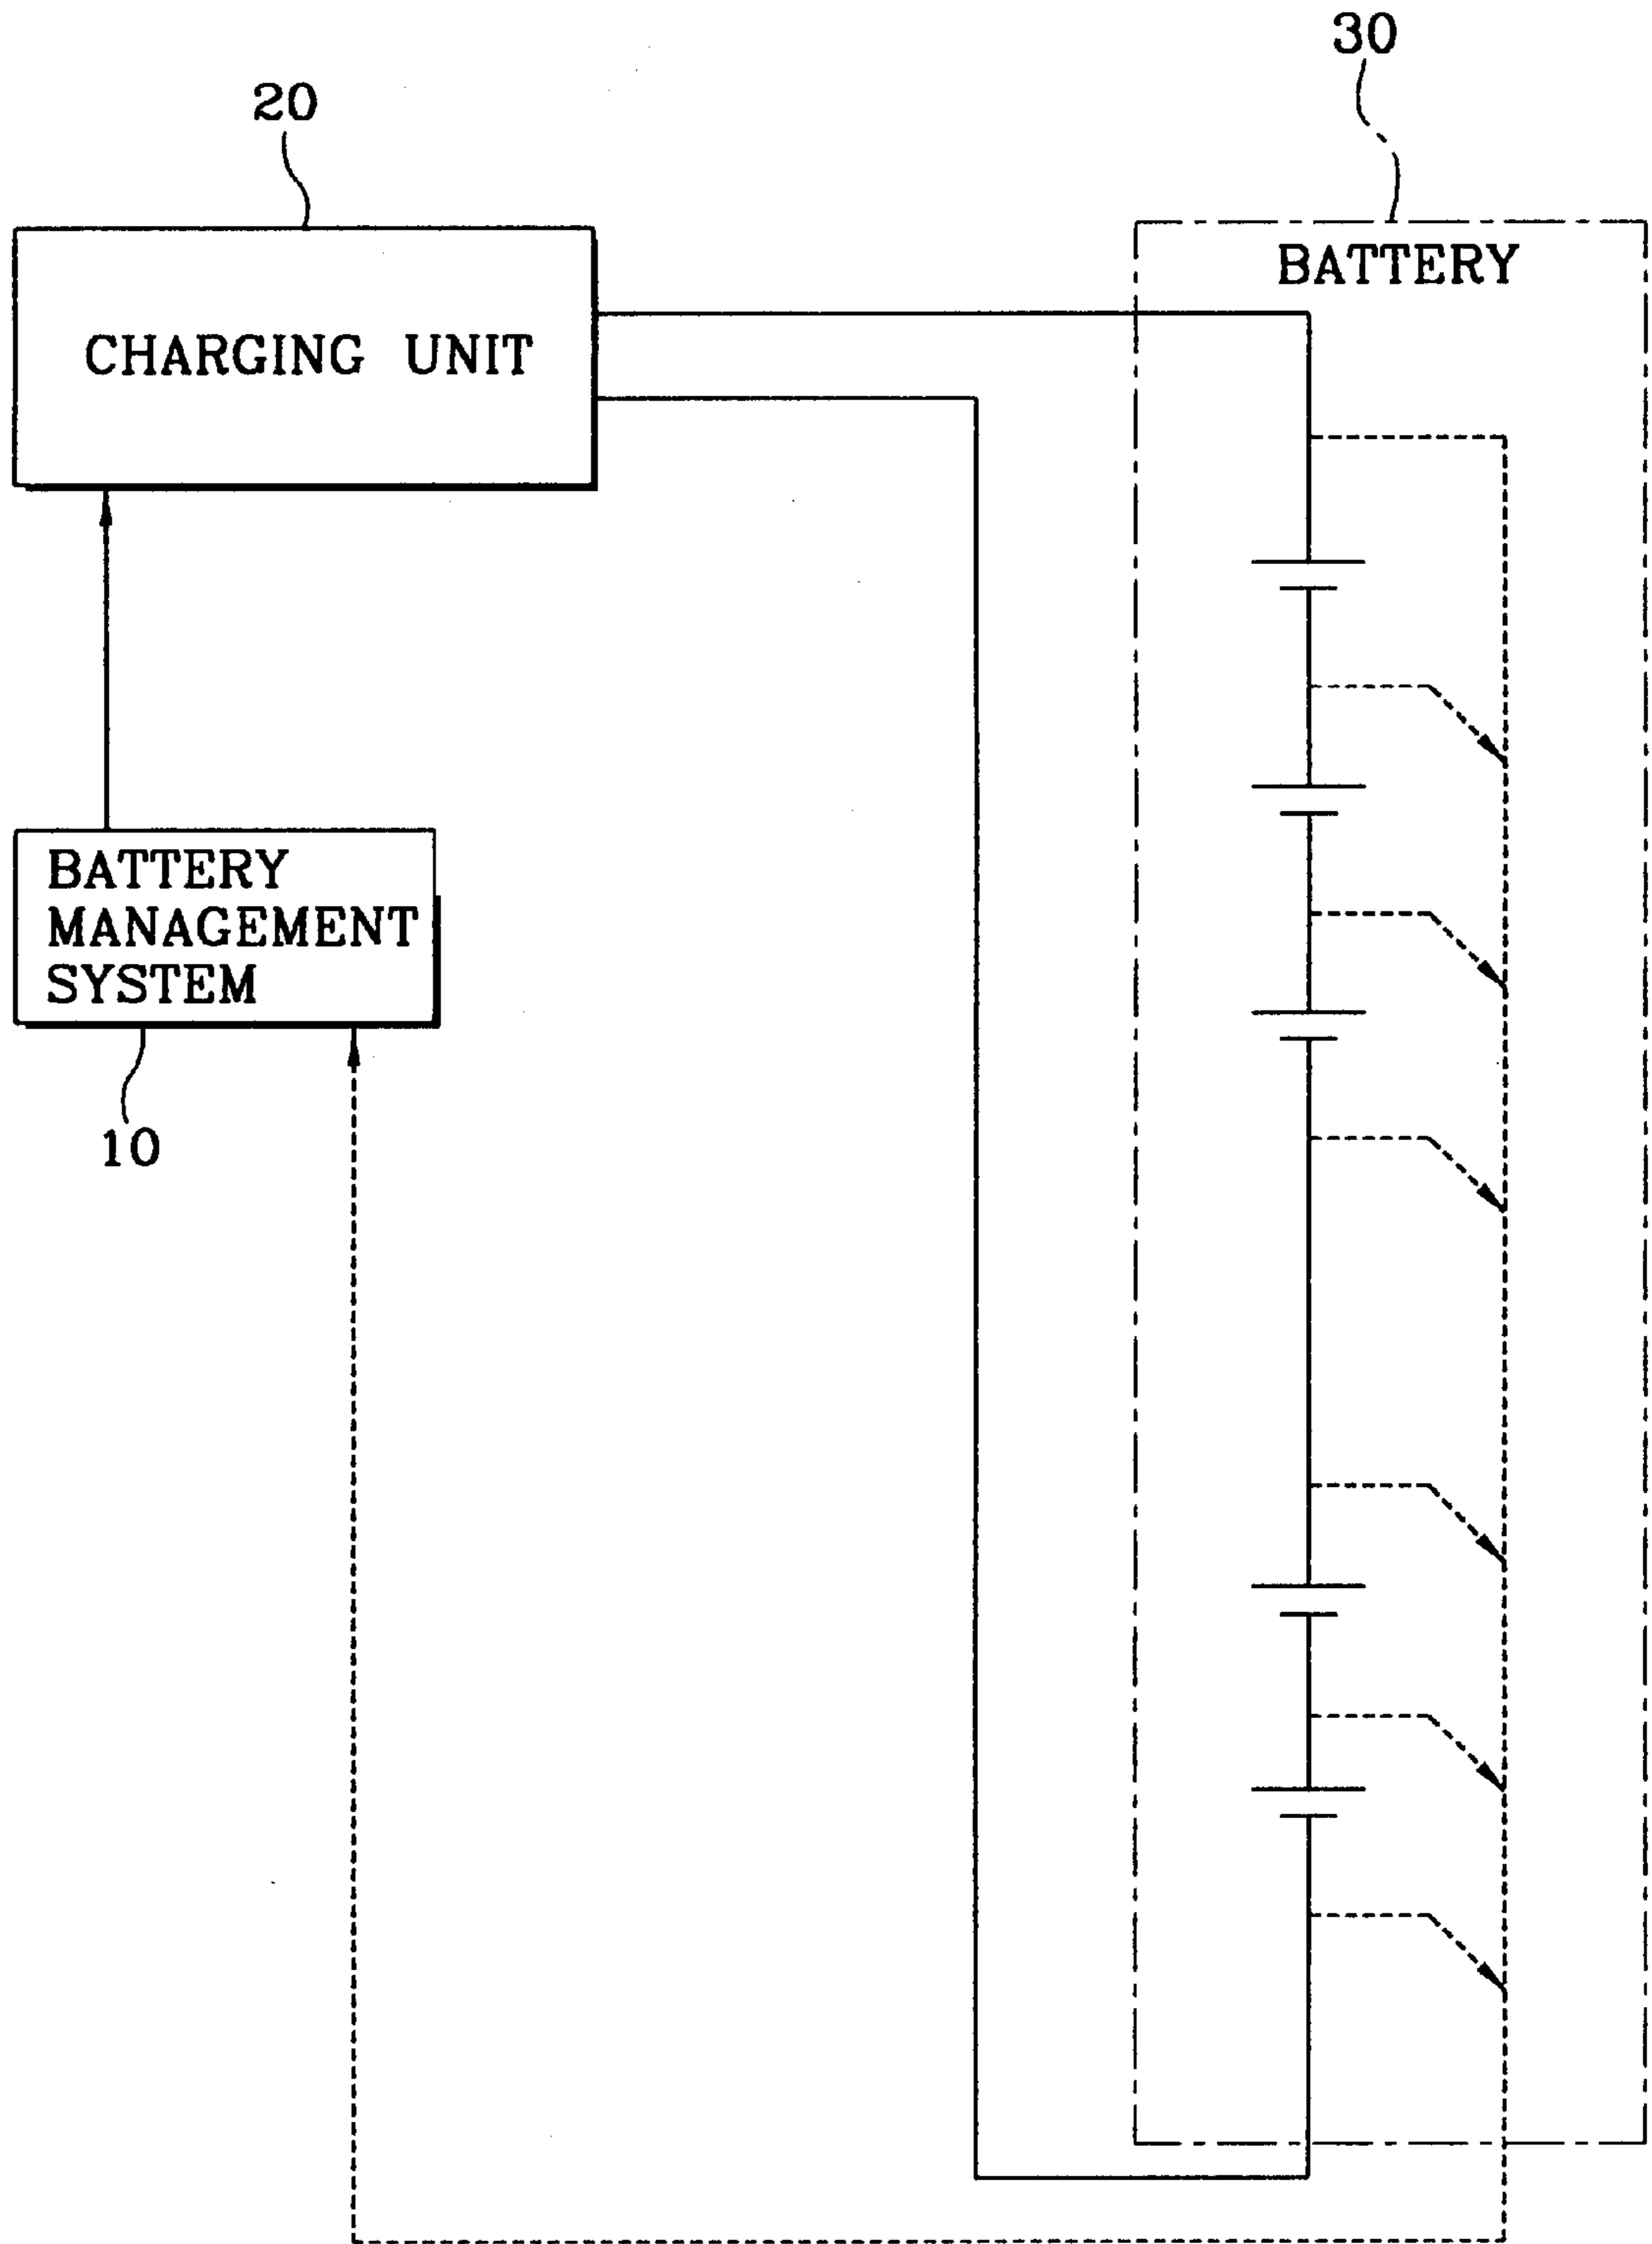 30
20
BATTERY
CHARGING UNIT
BATTERY
MANAGEMENT
SYSTEM
10